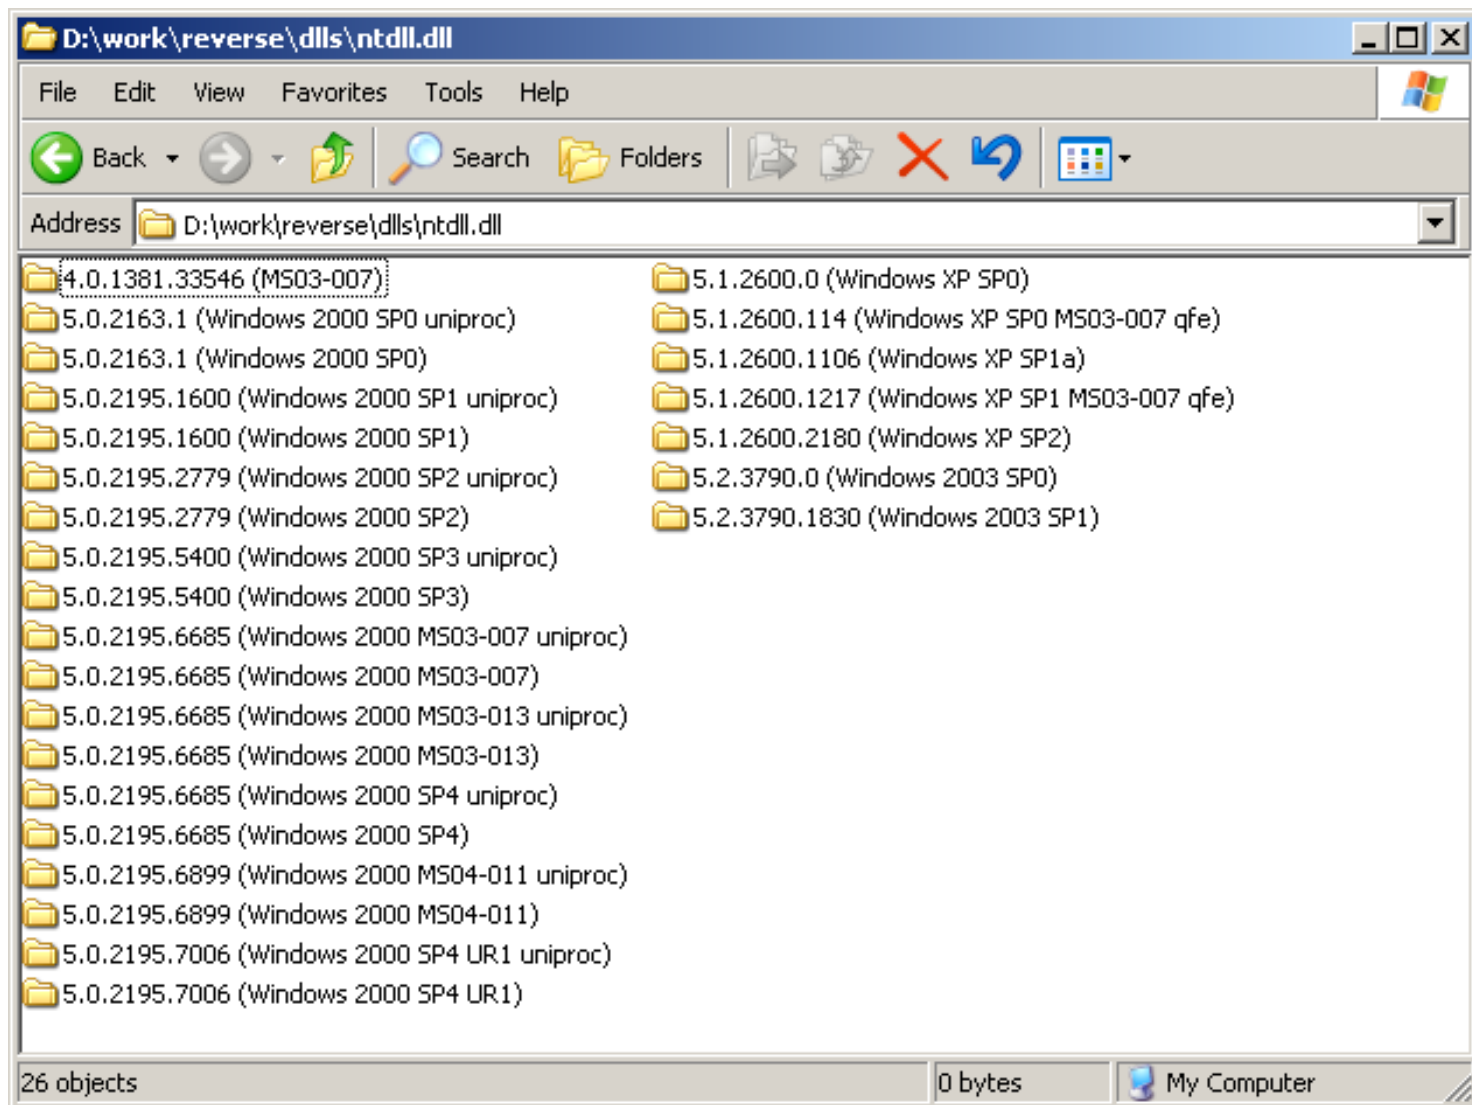 D:\work\reverse\dlls\ntdll.dll
File Edit View Favorites Tools Help
Back Search Folders
Address D:\work\reverse\dlls\ntdll.dll
4.0.1381.33546 (MS03-007)
5.0.2163.1 (Windows 2000 SP0 uniproc)
5.0.2163.1 (Windows 2000 SP0)
5.0.2195.1600 (Windows 2000 SP1 uniproc)
5.0.2195.1600 (Windows 2000 SP1)
5.0.2195.2779 (Windows 2000 SP2 uniproc)
5.0.2195.2779 (Windows 2000 SP2)
5.0.2195.5400 (Windows 2000 SP3 uniproc)
5.0.2195.5400 (Windows 2000 SP3)
5.0.2195.6685 (Windows 2000 MS03-007 uniproc)
5.0.2195.6685 (Windows 2000 MS03-007)
5.0.2195.6685 (Windows 2000 MS03-013 uniproc)
5.0.2195.6685 (Windows 2000 MS03-013)
5.0.2195.6685 (Windows 2000 SP4 uniproc)
5.0.2195.6685 (Windows 2000 SP4)
5.0.2195.6899 (Windows 2000 MS04-011 uniproc)
5.0.2195.6899 (Windows 2000 MS04-011)
5.0.2195.7006 (Windows 2000 SP4 UR1 uniproc)
5.0.2195.7006 (Windows 2000 SP4 UR1)
5.1.2600.0 (Windows XP SP0)
5.1.2600.114 (Windows XP SP0 MS03-007 qfe)
5.1.2600.1106 (Windows XP SP1a)
5.1.2600.1217 (Windows XP SP1 MS03-007 qfe)
5.1.2600.2180 (Windows XP SP2)
5.2.3790.0 (Windows 2003 SP0)
5.2.3790.1830 (Windows 2003 SP1)
26 objects 0 bytes My Computer